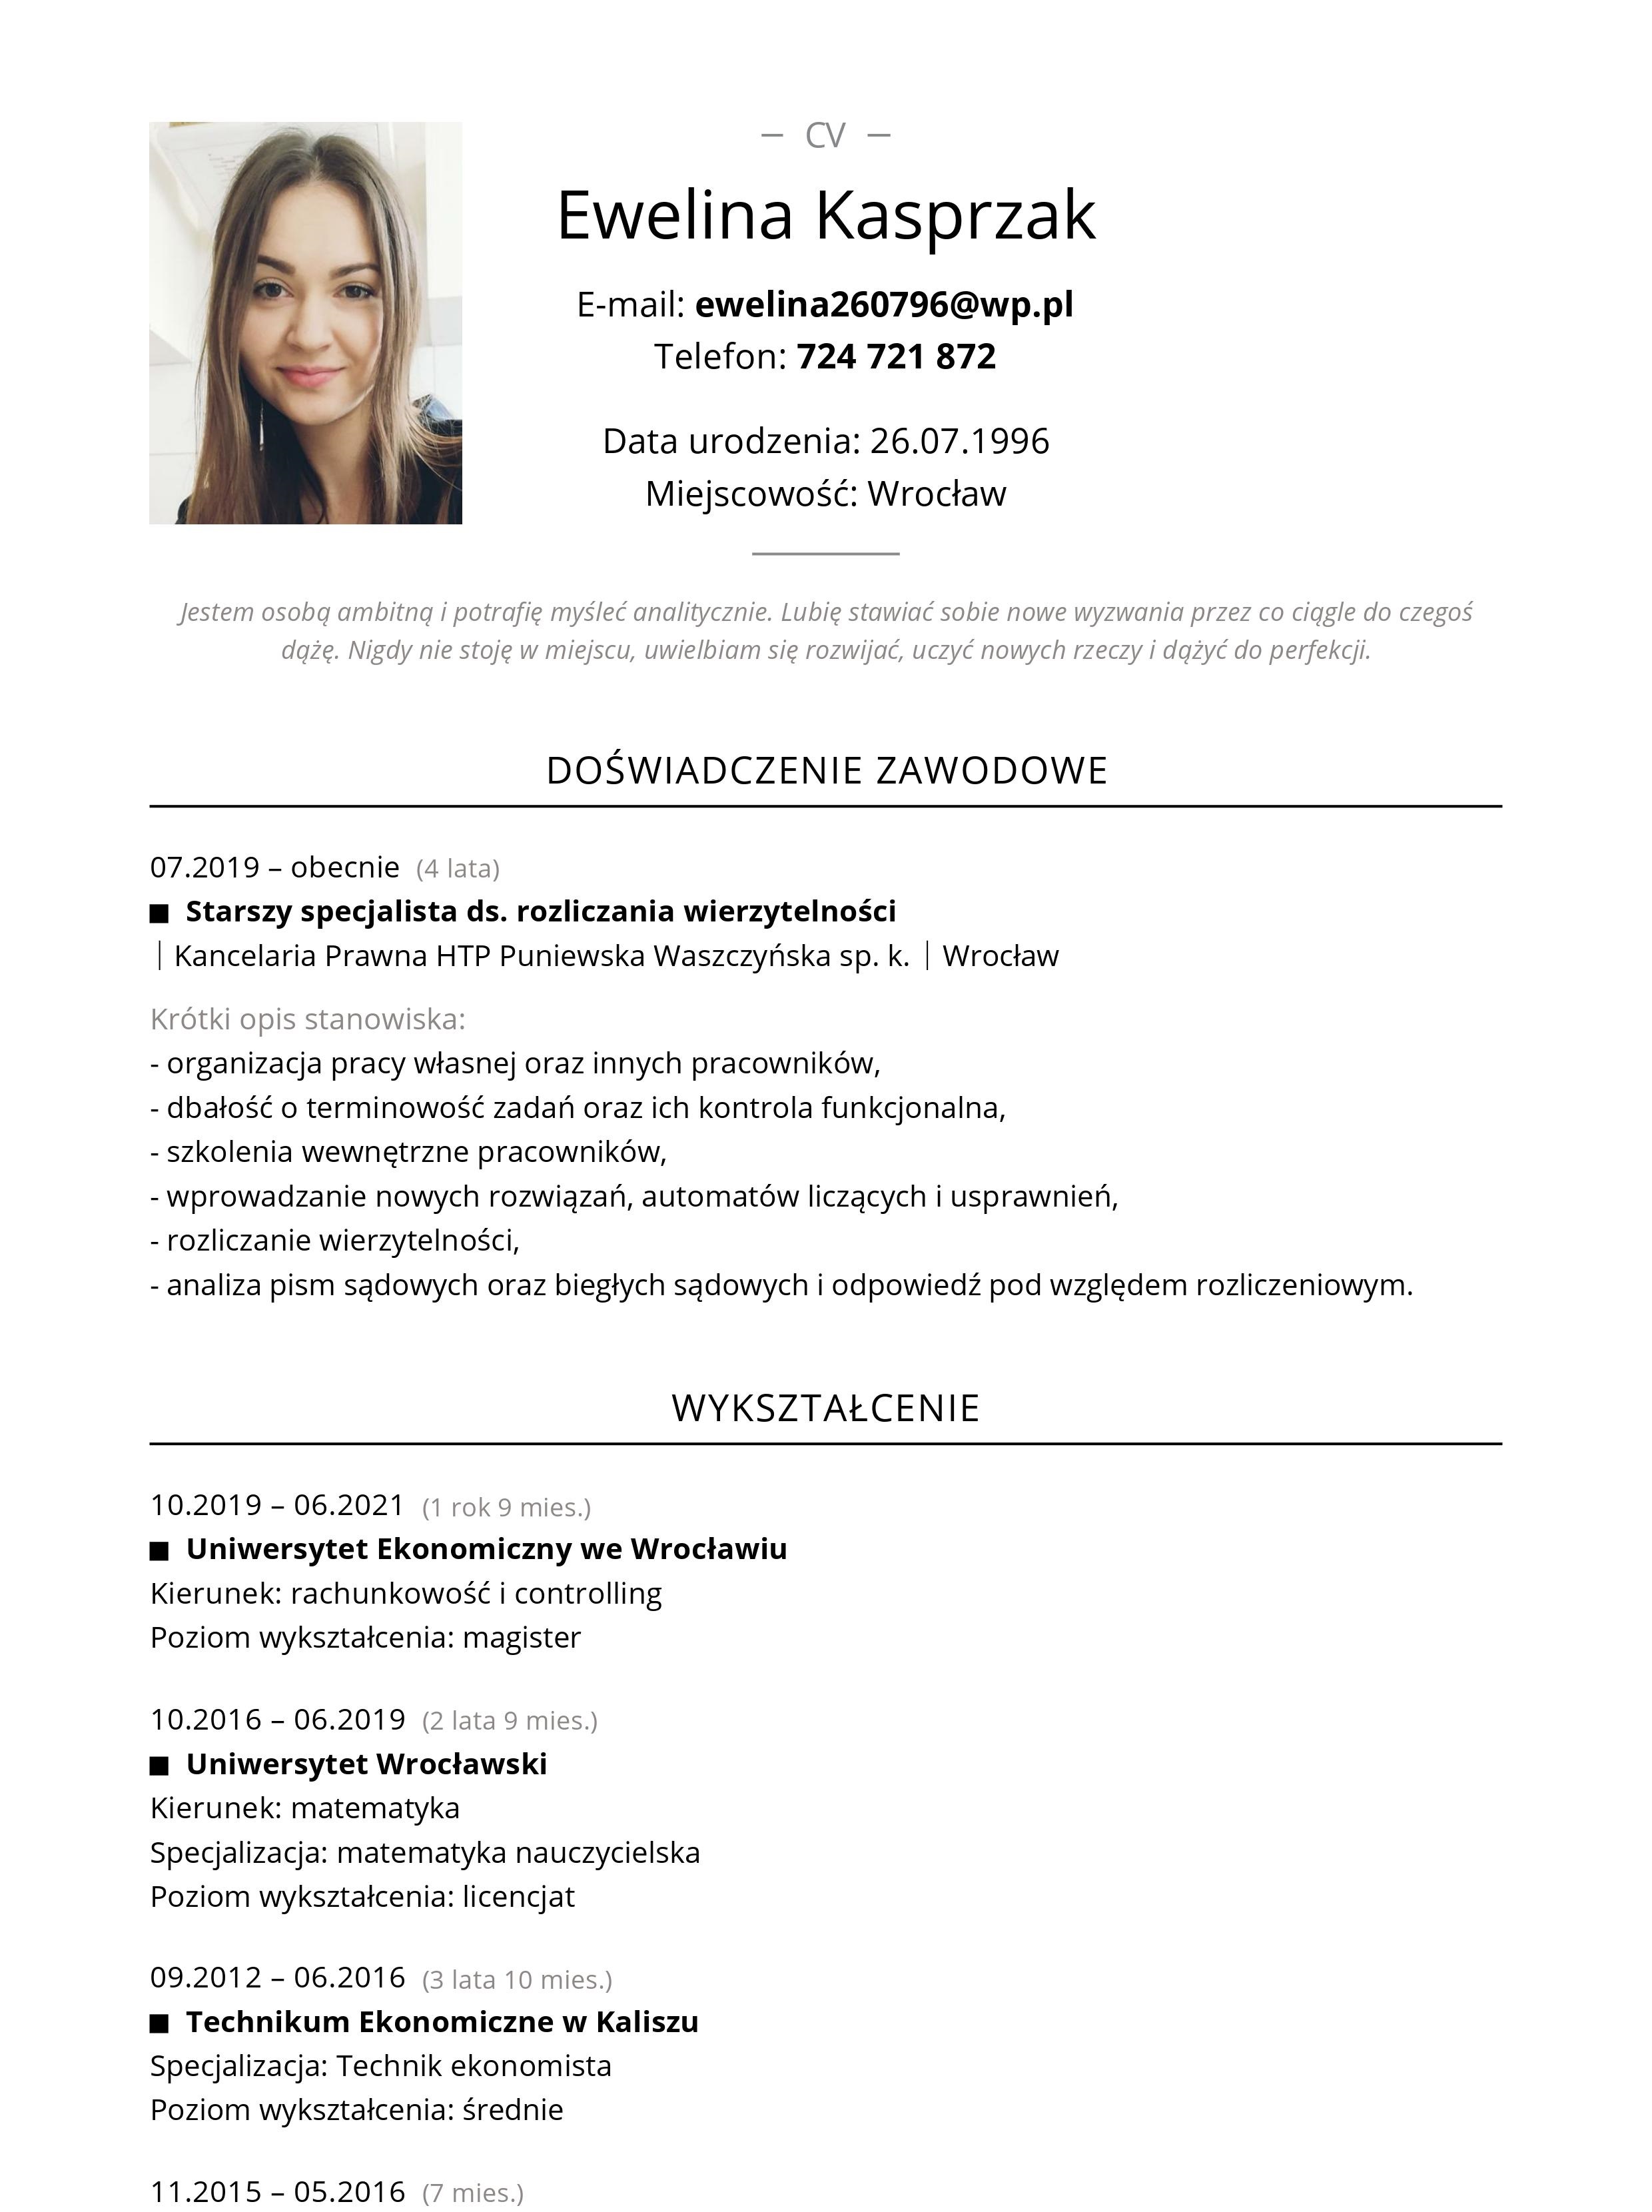 — CV —
Ewelina Kasprzak
E-mail: ewelina260796@wp.pl
Telefon: 724 721 872
Data urodzenia: 26.07.1996
Miejscowość: Wrocław
Jestem osobą ambitną i potrafię myśleć analitycznie. Lubię stawiać sobie nowe wyzwania przez co ciągle do czegoś
dążę. Nigdy nie stoję w miejscu, uwielbiam się rozwijać, uczyć nowych rzeczy i dążyć do perfekcji.
DOŚWIADCZENIE ZAWODOWE
07.2019 – obecnie (4 lata)
■ Starszy specjalista ds. rozliczania wierzytelności
| Kancelaria Prawna HTP Puniewska Waszczyńska sp. k. | Wrocław
Krótki opis stanowiska:
- organizacja pracy własnej oraz innych pracowników,
- dbałość o terminowość zadań oraz ich kontrola funkcjonalna,
- szkolenia wewnętrzne pracowników,
- wprowadzanie nowych rozwiązań, automatów liczących i usprawnień,
- rozliczanie wierzytelności,
- analiza pism sądowych oraz biegłych sądowych i odpowiedź pod względem rozliczeniowym.
WYKSZTAŁCENIE
10.2019 – 06.2021 (1 rok 9 mies.)
■ Uniwersytet Ekonomiczny we Wrocławiu
Kierunek: rachunkowość i controlling
Poziom wykształcenia: magister
10.2016 – 06.2019 (2 lata 9 mies.)
■ Uniwersytet Wrocławski
Kierunek: matematyka
Specjalizacja: matematyka nauczycielska
Poziom wykształcenia: licencjat
09.2012 – 06.2016 (3 lata 10 mies.)
■ Technikum Ekonomiczne w Kaliszu
Specjalizacja: Technik ekonomista
Poziom wykształcenia: średnie
11.2015 – 05.2016 (7 mies.)